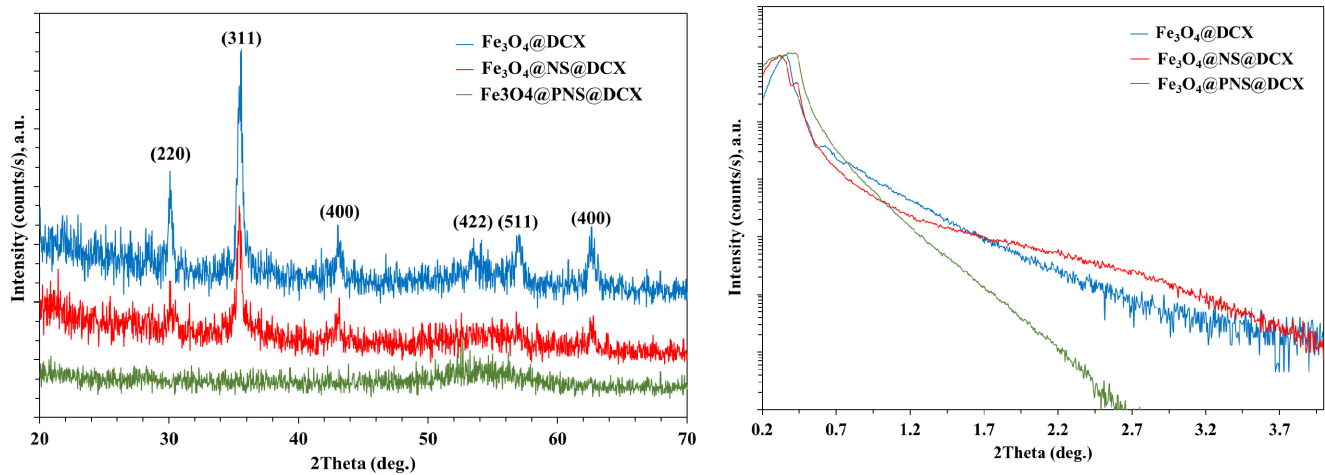 Intensity (counts/s), a.u.
(220)
(311)
(400)
(422)
(511)
(400)
Fe₃O₄@DCX
Fe₃O₄@NS@DCX
Fe3O4@PNS@DCX
20 30 40 50 60 70
2Theta (deg.)
Intensity (counts/s), a.u.
Fe₃O₄@DCX
Fe₃O₄@NS@DCX
Fe₃O₄@PNS@DCX
0.2 0.7 1.2 1.7 2.2 2.7 3.2 3.7
2Theta (deg.)